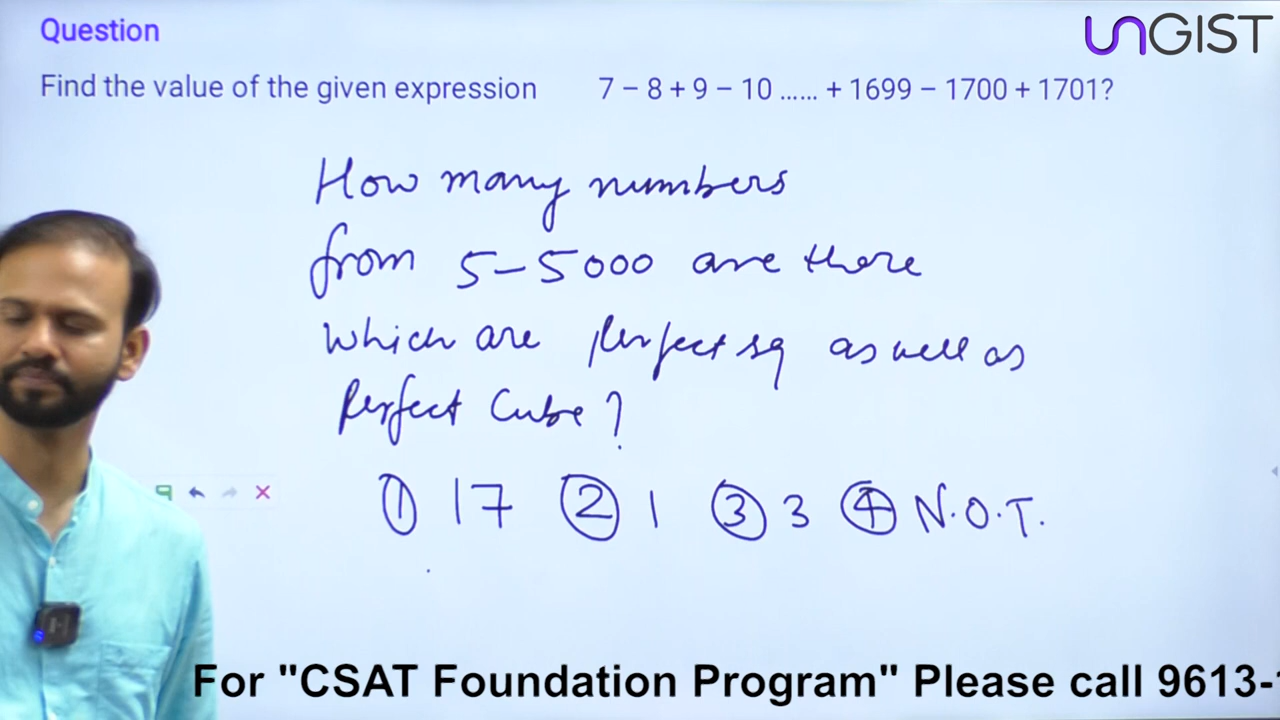 Question
UNGIST
Find the value of the given expression 7 – 8 + 9 – 10 ...... + 1699 – 1700 + 1701?
How many numbers
from 5–5000 are there
which are perfect sq as well as
Perfect Cube?
① 17 ② 1 ③ 3 ④ N.O.T.
For "CSAT Foundation Program" Please call 9613-